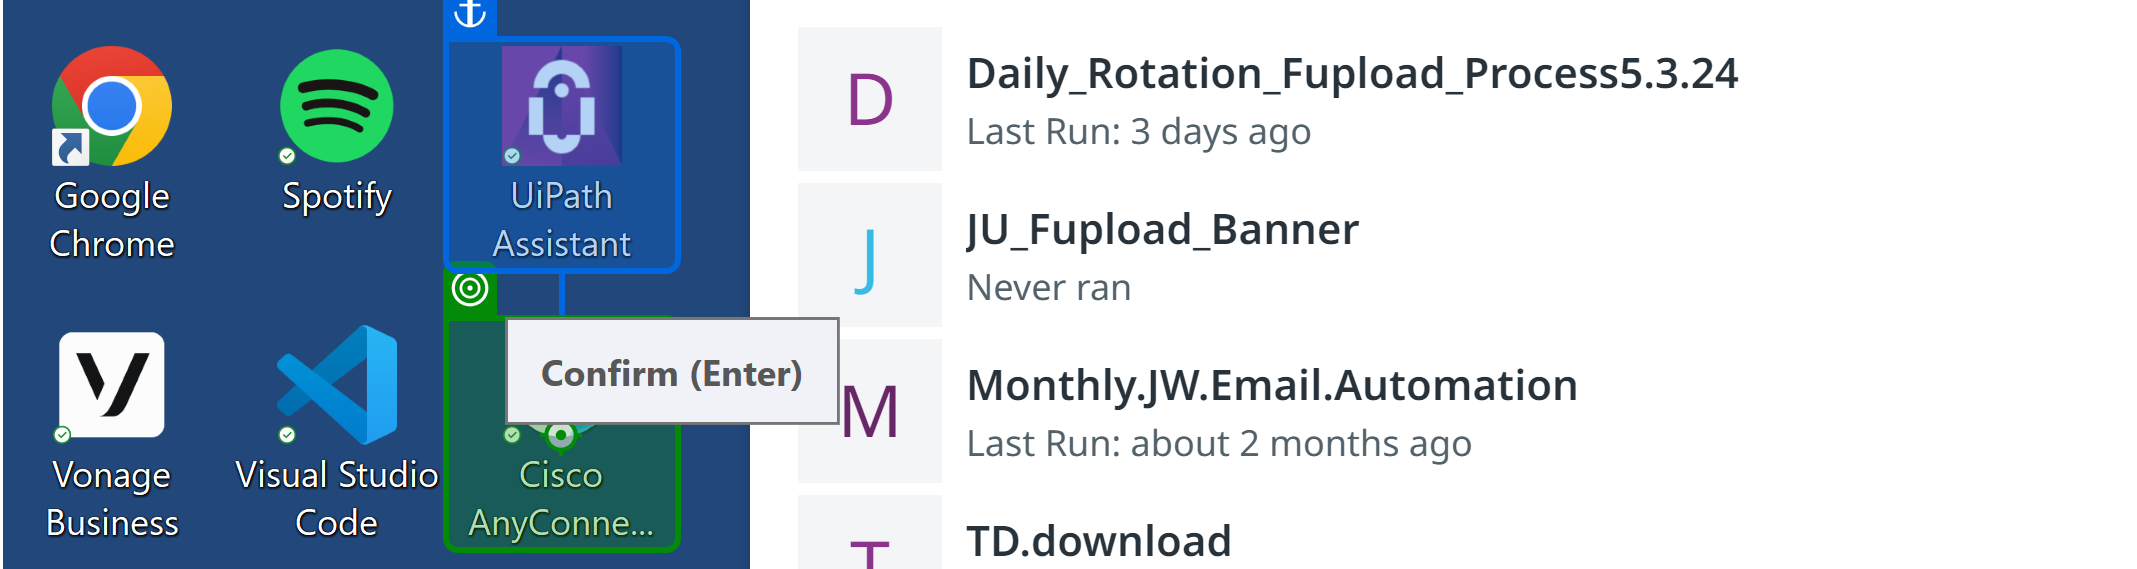 Google
Chrome
Spotify
UiPath
Assistant
Vonage
Business
Visual Studio
Code
Confirm (Enter)
Cisco
AnyConne...
D
Daily_Rotation_Fupload_Process5.3.24
Last Run: 3 days ago
J
JU_Fupload_Banner
Never ran
M
Monthly.JW.Email.Automation
Last Run: about 2 months ago
T
TD.download